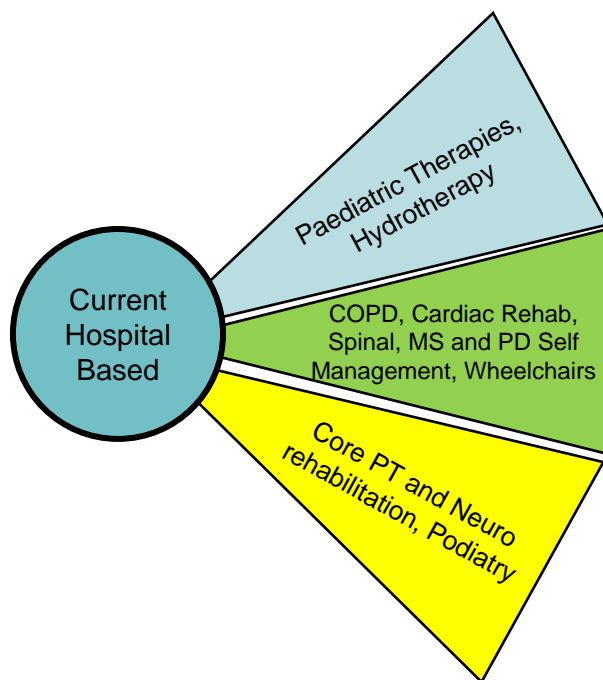 Paediatric Therapies,
Hydrotherapy
Current
Hospital
Based
COPD, Cardiac Rehab,
Spinal, MS and PD Self
Management, Wheelchairs
Core PT and Neuro
rehabilitation, Podiatry